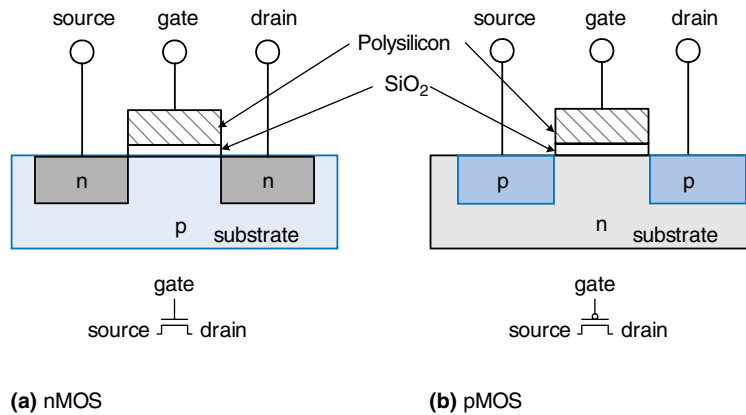 source gate drain source gate drain
Polysilicon
SiO2
n n p p
p n
substrate substrate
gate gate
source drain source drain
(a) nMOS (b) pMOS